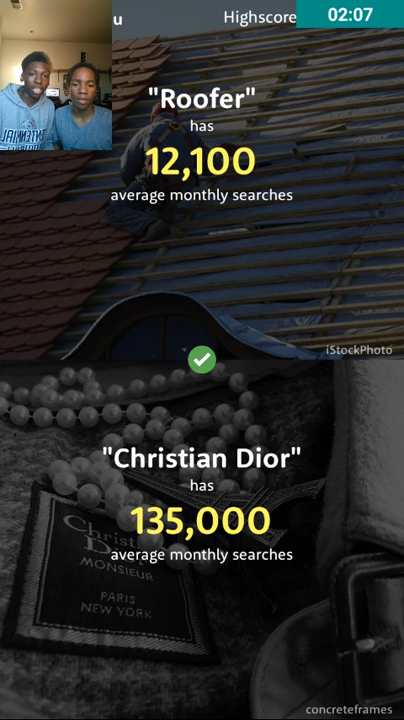 u
Highscore
02:07
"Roofer"
has
12,100
average monthly searches
iStockPhoto
"Christian Dior"
has
135,000
average monthly searches
Christ
D
MONSIEUR
PARIS
NEW YORK
concreteframes